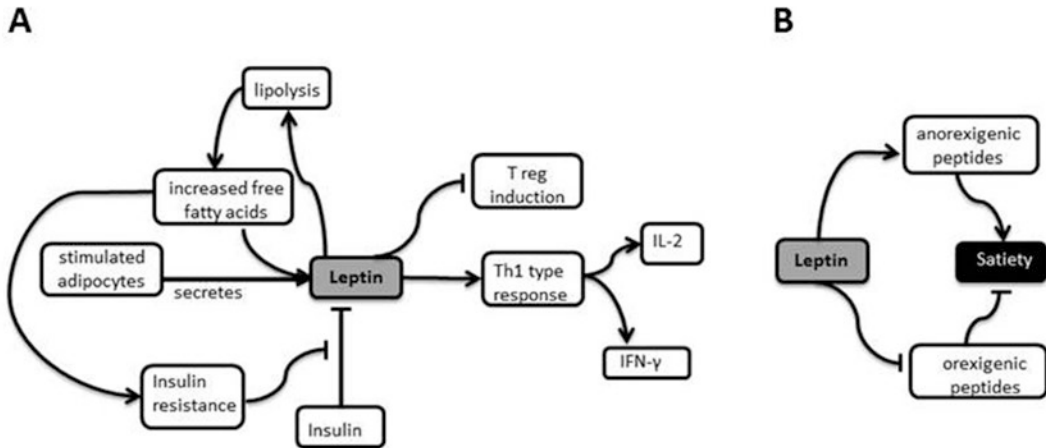 A
B
lipolysis
increased free
fatty acids
stimulated
adipocytes
secretes
Leptin
T reg
induction
Th1 type
response
IL-2
IFN-γ
Insulin
resistance
Insulin
anorexigenic
peptides
Leptin
Satiety
orexigenic
peptides